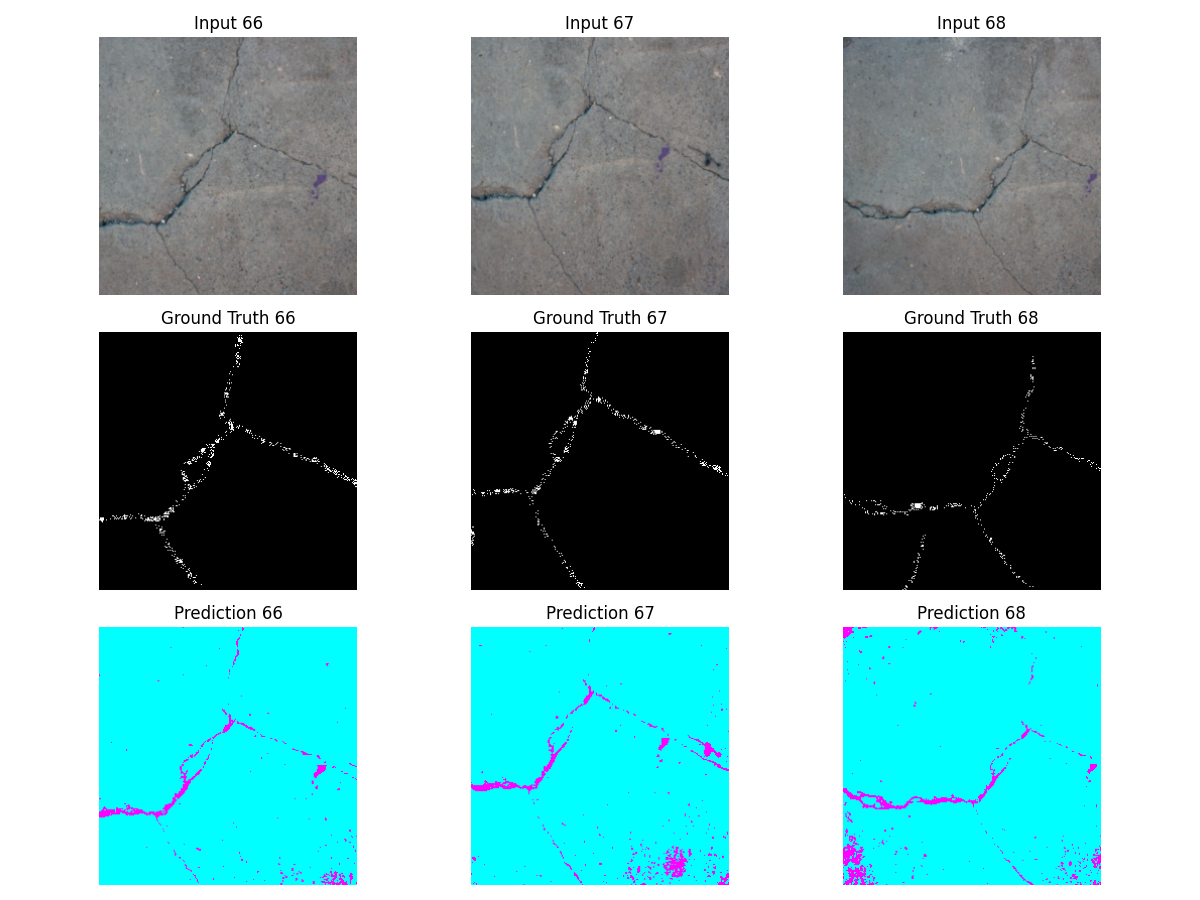 Input 66
Input 67
Input 68
Ground Truth 66
Ground Truth 67
Ground Truth 68
Prediction 66
Prediction 67
Prediction 68